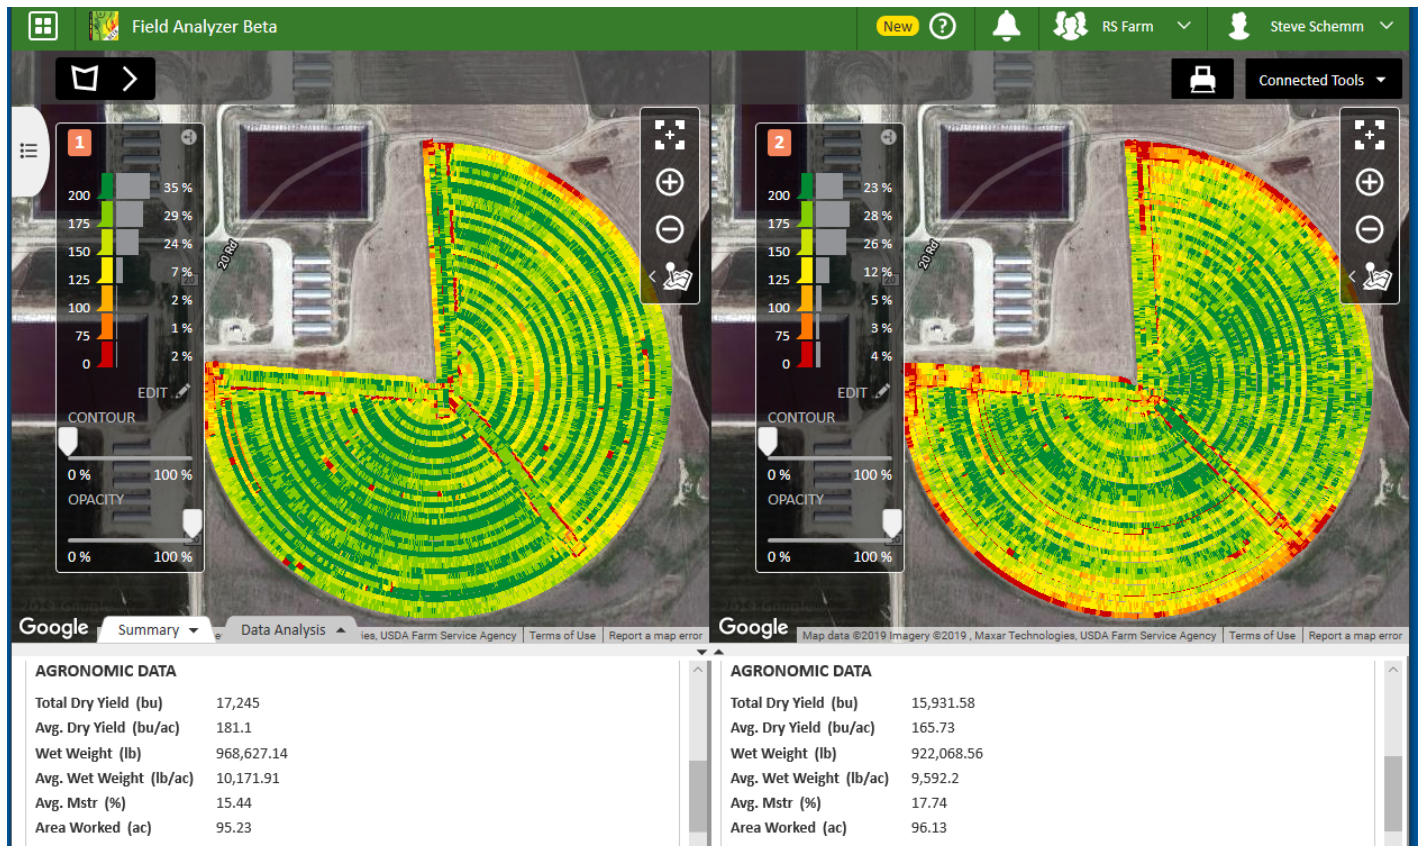 Field Analyzer Beta
New ?
RS Farm
Steve Schemm
Connected Tools
1
200 35 %
175 29 %
150 24 %
125 7 %
100 2 %
75 1 %
0 2 %
EDIT
CONTOUR
0 % 100 %
OPACITY
0 % 100 %
20 Rd
20
2
200 23 %
175 28 %
150 26 %
125 12 %
100 5 %
75 3 %
0 4 %
EDIT
CONTOUR
0 % 100 %
OPACITY
0 % 100 %
20 Rd
20
Google
Summary
Data Analysis
ies, USDA Farm Service Agency
Terms of Use
Report a map error
Google
Map data ©2019 Imagery ©2019 , Maxar Technologies, USDA Farm Service Agency
Terms of Use
Report a map error
AGRONOMIC DATA
Total Dry Yield (bu) 17,245
Avg. Dry Yield (bu/ac) 181.1
Wet Weight (lb) 968,627.14
Avg. Wet Weight (lb/ac) 10,171.91
Avg. Mstr (%) 15.44
Area Worked (ac) 95.23
AGRONOMIC DATA
Total Dry Yield (bu) 15,931.58
Avg. Dry Yield (bu/ac) 165.73
Wet Weight (lb) 922,068.56
Avg. Wet Weight (lb/ac) 9,592.2
Avg. Mstr (%) 17.74
Area Worked (ac) 96.13